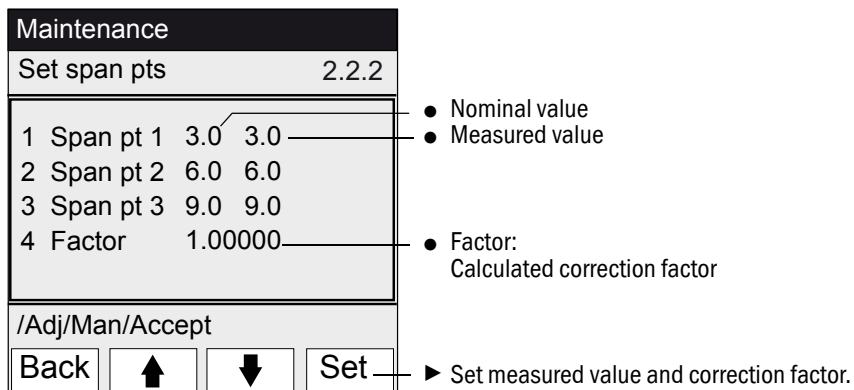 Maintenance
Set span pts 2.2.2
1 Span pt 1 3.0 3.0
2 Span pt 2 6.0 6.0
3 Span pt 3 9.0 9.0
4 Factor 1.00000
/Adj/Man/Accept
Back Set
● Nominal value
● Measured value
● Factor:
Calculated correction factor
► Set measured value and correction factor.